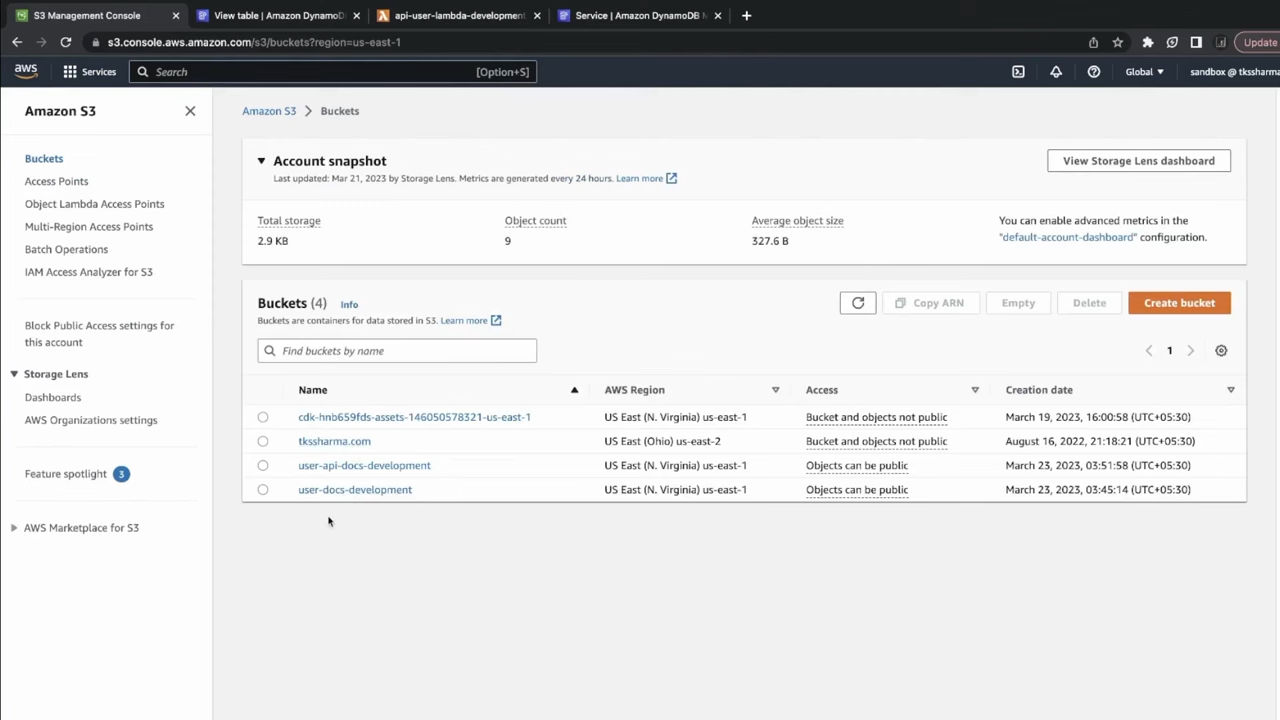 S3 Management Console
View table | Amazon DynamoD
api-user-lambda-development
Service | Amazon DynamoDB M
s3.console.aws.amazon.com/s3/buckets?region=us-east-1
Update
aws
Services
Search
[Option+S]
Global
sandbox @ tkssharma
Amazon S3
Buckets
Access Points
Object Lambda Access Points
Multi-Region Access Points
Batch Operations
IAM Access Analyzer for S3
Block Public Access settings for
this account
Storage Lens
Dashboards
AWS Organizations settings
Feature spotlight 3
AWS Marketplace for S3
Amazon S3 > Buckets
Account snapshot
Last updated: Mar 21, 2023 by Storage Lens. Metrics are generated every 24 hours. Learn more
View Storage Lens dashboard
Total storage
2.9 KB
Object count
9
Average object size
327.6 B
You can enable advanced metrics in the
"default-account-dashboard" configuration.
Buckets (4) Info
Buckets are containers for data stored in S3. Learn more
Copy ARN
Empty
Delete
Create bucket
Find buckets by name
1
Name AWS Region Access Creation date
cdk-hnb659fds-assets-146050578321-us-east-1 US East (N. Virginia) us-east-1 Bucket and objects not public March 19, 2023, 16:00:58 (UTC+05:30)
tkssharma.com US East (Ohio) us-east-2 Bucket and objects not public August 16, 2022, 21:18:21 (UTC+05:30)
user-api-docs-development US East (N. Virginia) us-east-1 Objects can be public March 23, 2023, 03:51:58 (UTC+05:30)
user-docs-development US East (N. Virginia) us-east-1 Objects can be public March 23, 2023, 03:45:14 (UTC+05:30)